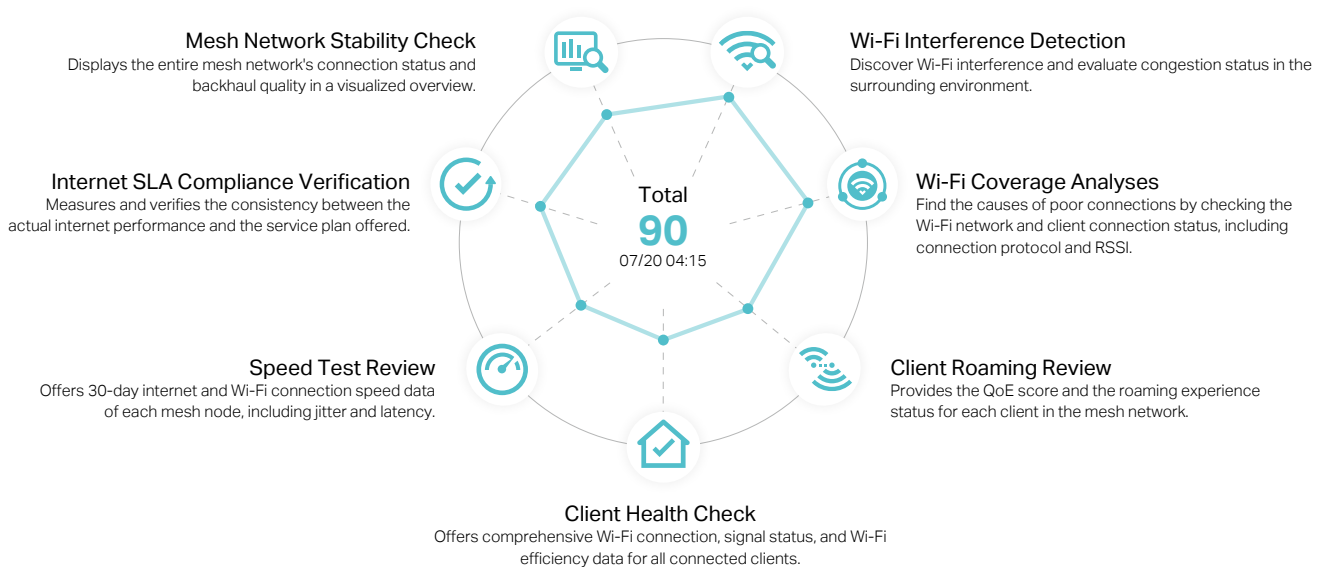 Mesh Network Stability Check
Displays the entire mesh network's connection status and
backhaul quality in a visualized overview.
Wi-Fi Interference Detection
Discover Wi-Fi interference and evaluate congestion status in the
surrounding environment.
Internet SLA Compliance Verification
Measures and verifies the consistency between the
actual internet performance and the service plan offered.
Total
90
07/20 04:15
Wi-Fi Coverage Analyses
Find the causes of poor connections by checking the
Wi-Fi network and client connection status, including
connection protocol and RSSI.
Speed Test Review
Offers 30-day internet and Wi-Fi connection speed data
of each mesh node, including jitter and latency.
Client Roaming Review
Provides the QoE score and the roaming experience
status for each client in the mesh network.
Client Health Check
Offers comprehensive Wi-Fi connection, signal status, and Wi-Fi
efficiency data for all connected clients.